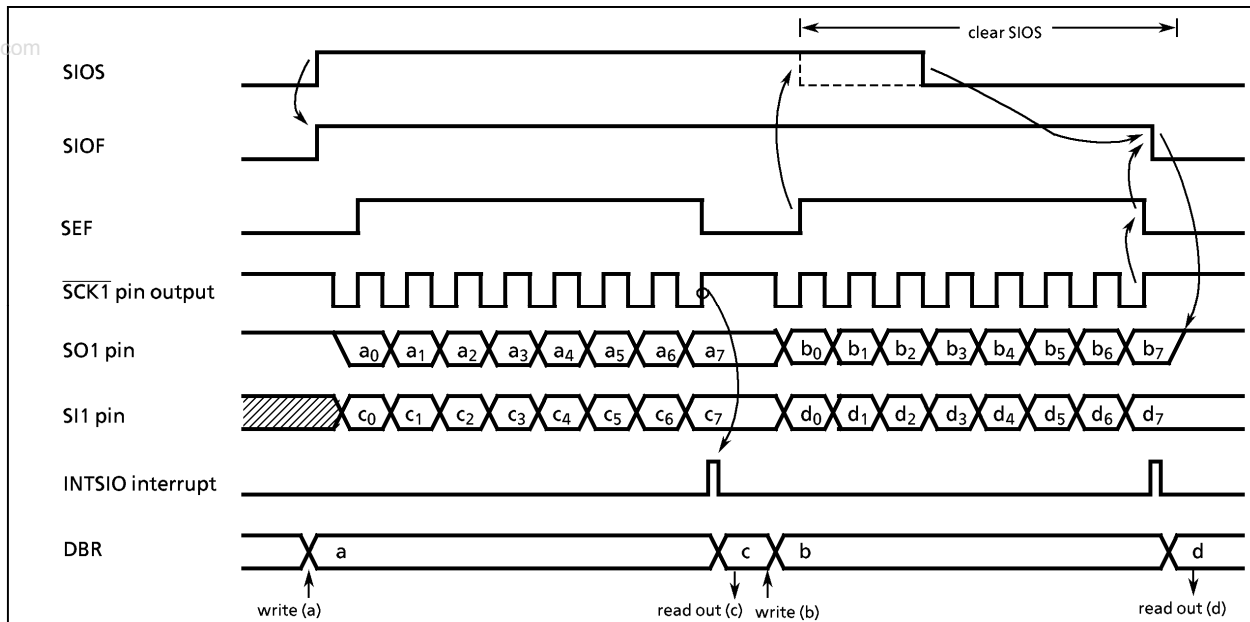 clear SIOS
com
SIOS
SIOF
SEF
SCK1 pin output
SO1 pin
a0 a1 a2 a3 a4 a5 a6 a7 b0 b1 b2 b3 b4 b5 b6 b7
SI1 pin
c0 c1 c2 c3 c4 c5 c6 c7 d0 d1 d2 d3 d4 d5 d6 d7
INTSIO interrupt
DBR
a c b d
write (a) read out (c) write (b) read out (d)